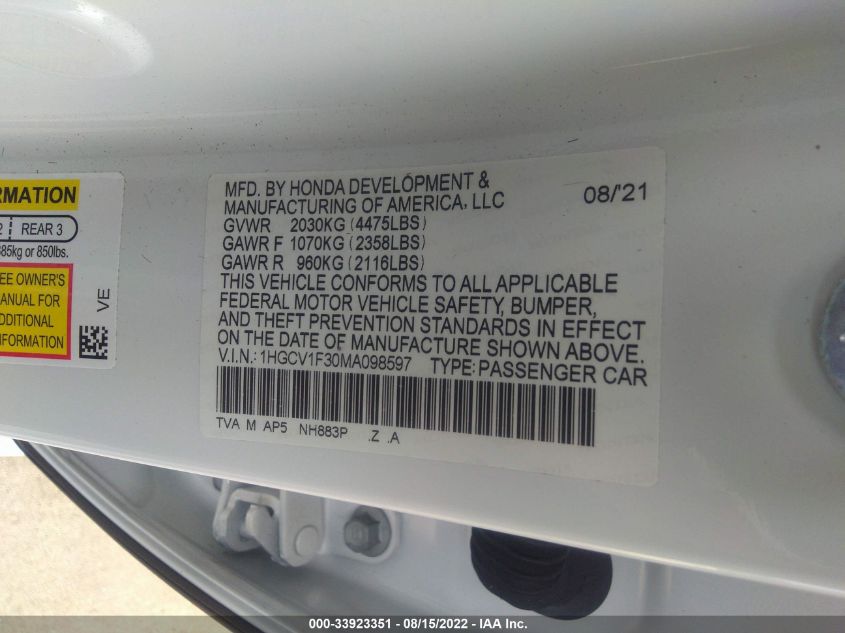 RMATION
2 REAR 3
385kg or 850lbs.
EE OWNER'S
ANUAL FOR
DDITIONAL
NFORMATION
VE
MFD. BY HONDA DEVELOPMENT & 08/'21
MANUFACTURING OF AMERICA, LLC
GVWR 2030KG (4475LBS)
GAWR F 1070KG (2358LBS)
GAWR R 960KG (2116LBS)
THIS VEHICLE CONFORMS TO ALL APPLICABLE
FEDERAL MOTOR VEHICLE SAFETY, BUMPER,
AND THEFT PREVENTION STANDARDS IN EFFECT
ON THE DATE OF MANUFACTURE SHOWN ABOVE.
V.I.N.: 1HGCV1F30MA098597 TYPE: PASSENGER CAR
TVA M AP5 NH883P .Z .A
000-33923351 - 08/15/2022 - IAA Inc.